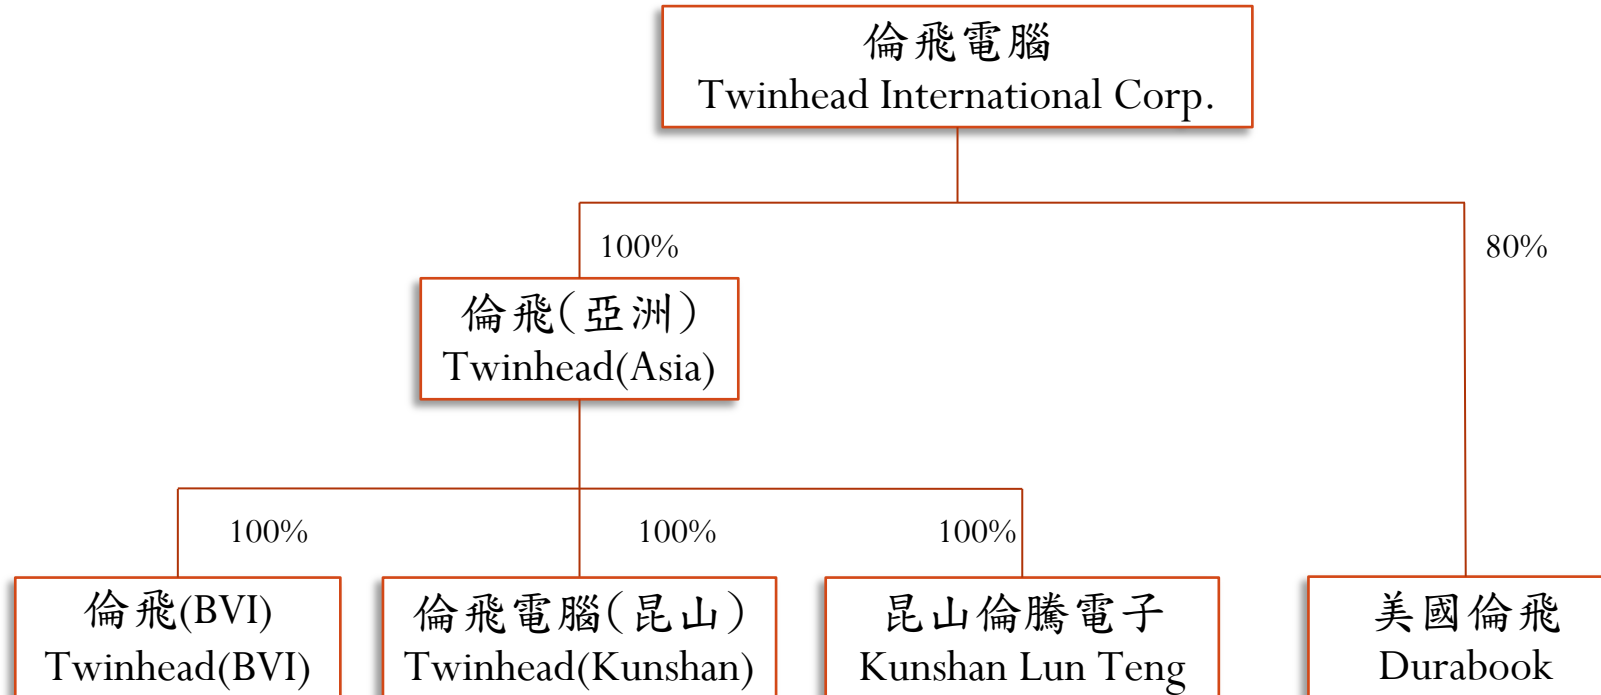 倫飛電腦
Twinhead International Corp.
100%
80%
倫飛(亞洲)
Twinhead(Asia)
100%
100%
100%
倫飛(BVI)
Twinhead(BVI)
倫飛電腦(昆山)
Twinhead(Kunshan)
昆山倫騰電子
Kunshan Lun Teng
美國倫飛
Durabook